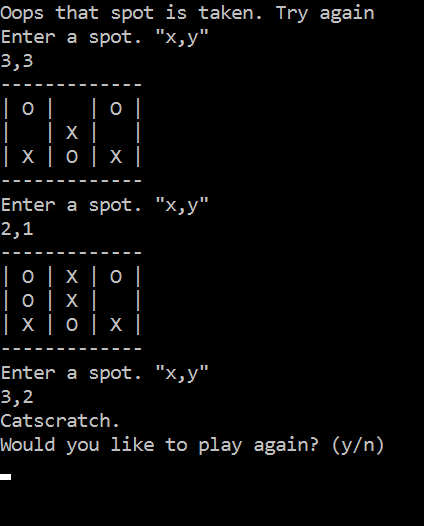 Oops that spot is taken. Try again
Enter a spot. "x,y"
3,3
-------------
| O |   | O |
|   | X |   |
| X | O | X |
-------------
Enter a spot. "x,y"
2,1
-------------
| O | X | O |
| O | X |   |
| X | O | X |
-------------
Enter a spot. "x,y"
3,2
Catscratch.
Would you like to play again? (y/n)